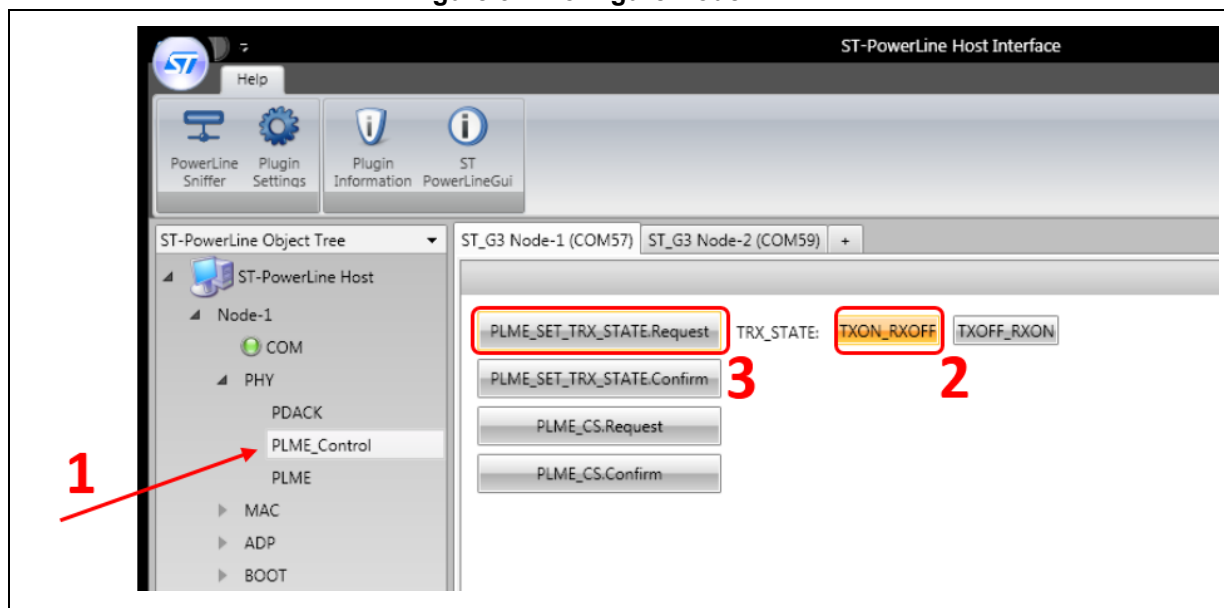 ST
ST-PowerLine Host Interface
Help
PowerLine
Sniffer
Plugin
Settings
Plugin
Information
ST
PowerLineGui
ST-PowerLine Object Tree
ST_G3 Node-1 (COM57)
ST_G3 Node-2 (COM59)
+
ST-PowerLine Host
Node-1
COM
PHY
PDACK
PLME_Control
PLME
MAC
ADP
BOOT
1
PLME_SET_TRX_STATE.Request
TRX_STATE:
TXON_RXOFF
TXOFF_RXON
PLME_SET_TRX_STATE.Confirm
3
2
PLME_CS.Request
PLME_CS.Confirm